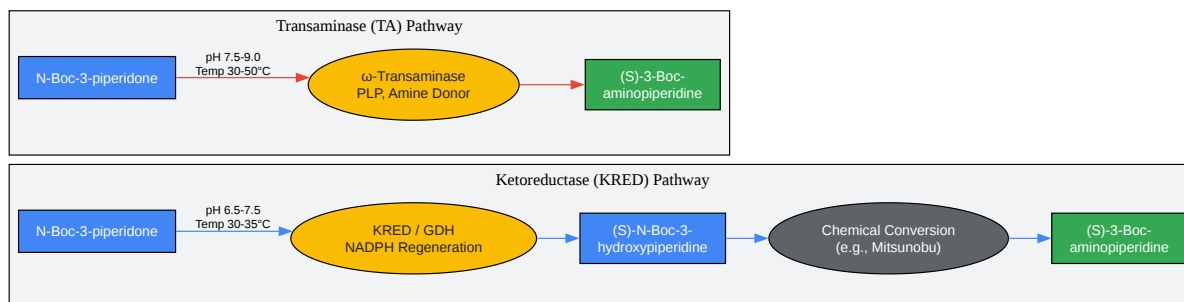 Transaminase (TA) Pathway
N-Boc-3-piperidone
pH 7.5-9.0
Temp 30-50°C
ω-Transaminase
PLP, Amine Donor
(S)-3-Boc-
aminopiperidine
Ketoreductase (KRED) Pathway
N-Boc-3-piperidone
pH 6.5-7.5
Temp 30-35°C
KRED / GDH
NADPH Regeneration
(S)-N-Boc-3-
hydroxypiperidine
Chemical Conversion
(e.g., Mitsunobu)
(S)-3-Boc-
aminopiperidine